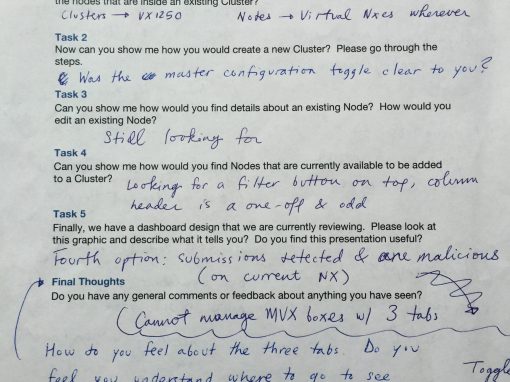 the nodes that are inside an existing Cluster?
Clusters → VX1250 Nodes → Virtual Nxes wherever
Task 2
Now can you show me how you would create a new Cluster? Please go through the
steps.
Was the master configuration toggle clear to you?
Task 3
Can you show me how would you find details about an existing Node? How would you
edit an existing Node?
Still looking for
Task 4
Can you show me how would you find Nodes that are currently available to be added
to a Cluster? Looking for a filter button on top, column
header is a one-off & odd
Task 5
Finally, we have a dashboard design that we are currently reviewing. Please look at
this graphic and describe what it tells you? Do you find this presentation useful?
Fourth option: submissions detected & are malicious
(on current NX)
Final Thoughts
Do you have any general comments or feedback about anything you have seen?
(Cannot manage MVX boxes w/ 3 tabs
How do you feel about the three tabs. Do you
feel you understand where to go to see
Toggle